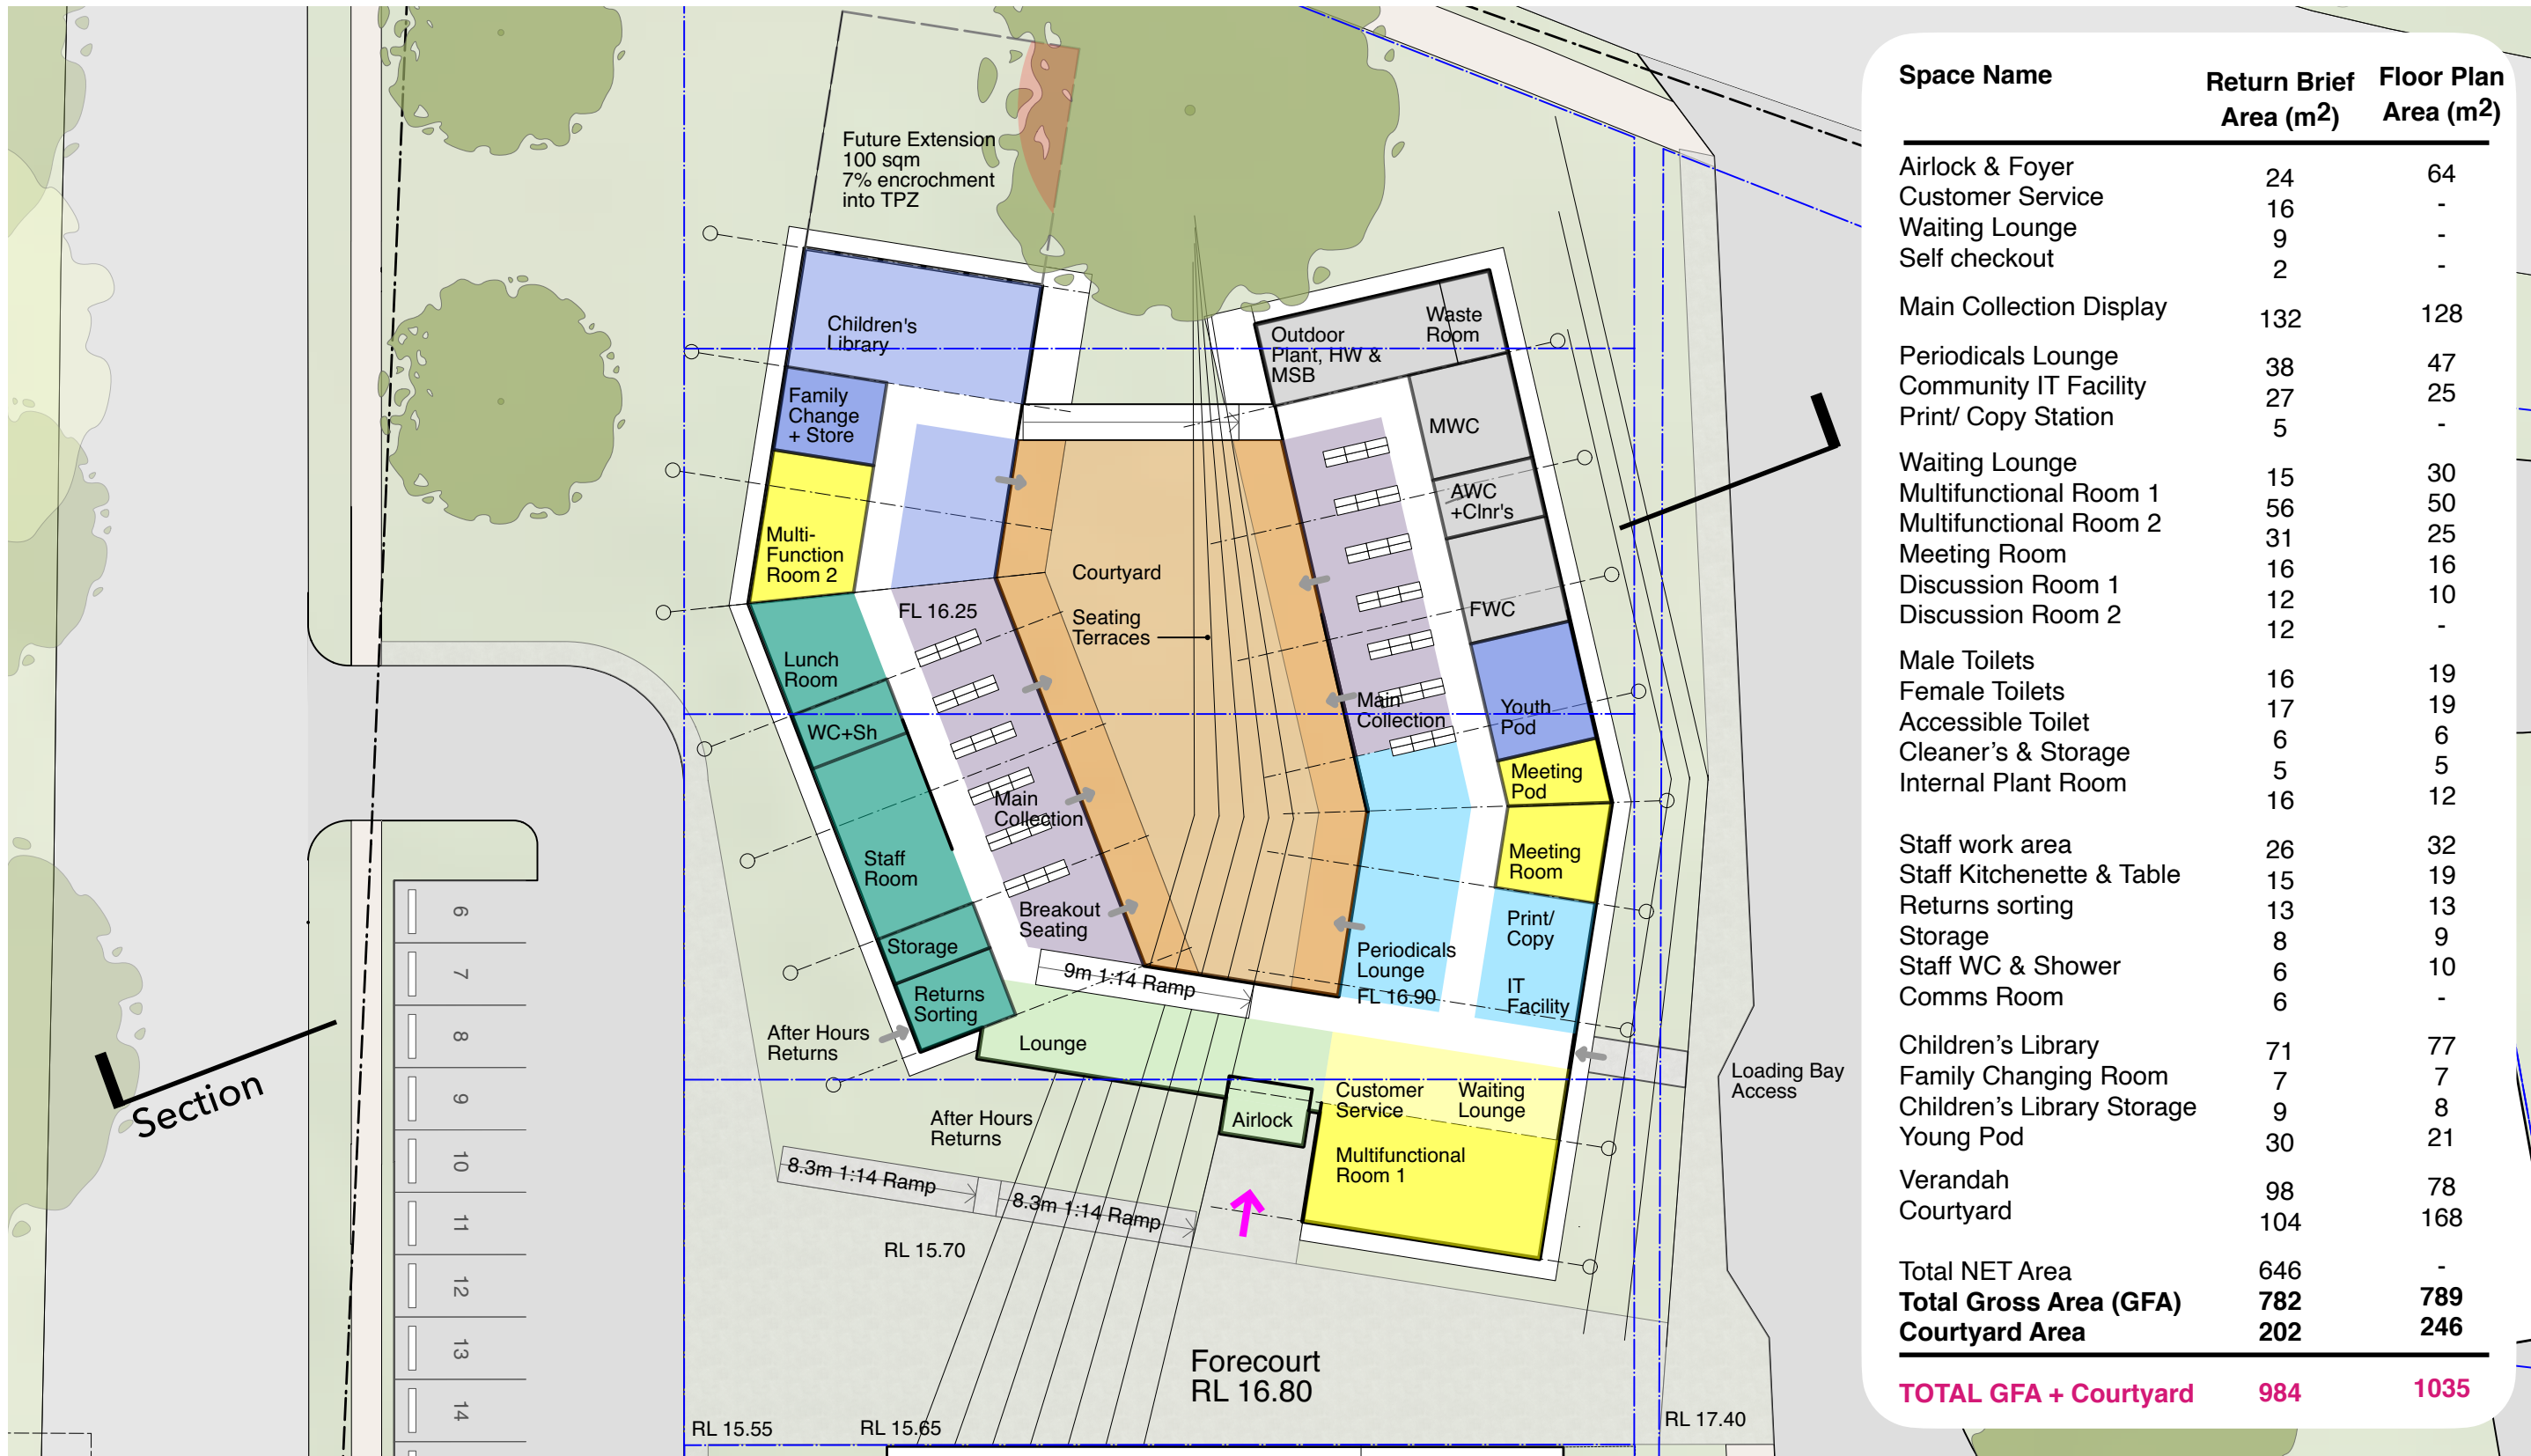 Future Extension
100 sqm
7% encrochment
into TPZ
Children's
Library
Family
Change
+ Store
Multi-
Function
Room 2
FL 16.25
Lunch
Room
WC+Sh
Staff
Room
Storage
Returns
Sorting
Main
Collection
Breakout
Seating
9m 1:14 Ramp
Courtyard
Seating
Terraces
Outdoor
Plant, HW &
MSB
Waste
Room
MWC
AWC
+Clnr's
FWC
Youth
Pod
Main
Collection
Meeting
Pod
Meeting
Room
Print/
Copy
IT
Facility
Periodicals
Lounge
FL 16.90
After Hours
Returns
Lounge
Airlock
Customer
Service
Waiting
Lounge
Multifunctional
Room 1
Loading Bay
Access
After Hours
Returns
8.3m 1:14 Ramp
8.3m 1:14 Ramp
RL 15.70
Forecourt
RL 16.80
RL 15.55
RL 15.65
RL 17.40
Section
6
7
8
9
10
11
12
13
14
Space Name Return Brief Area (m2) Floor Plan Area (m2)
Airlock & Foyer 24 64
Customer Service 16 -
Waiting Lounge 9 -
Self checkout 2 -
Main Collection Display 132 128
Periodicals Lounge 38 47
Community IT Facility 27 25
Print/ Copy Station 5 -
Waiting Lounge 15 30
Multifunctional Room 1 56 50
Multifunctional Room 2 31 25
Meeting Room 16 16
Discussion Room 1 12 10
Discussion Room 2 12 -
Male Toilets 16 19
Female Toilets 17 19
Accessible Toilet 6 6
Cleaner's & Storage 5 5
Internal Plant Room 16 12
Staff work area 26 32
Staff Kitchenette & Table 15 19
Returns sorting 13 13
Storage 8 9
Staff WC & Shower 6 10
Comms Room 6 -
Children's Library 71 77
Family Changing Room 7 7
Children's Library Storage 9 8
Young Pod 30 21
Verandah 98 78
Courtyard 104 168
Total NET Area 646 -
Total Gross Area (GFA) 782 789
Courtyard Area 202 246
TOTAL GFA + Courtyard 984 1035